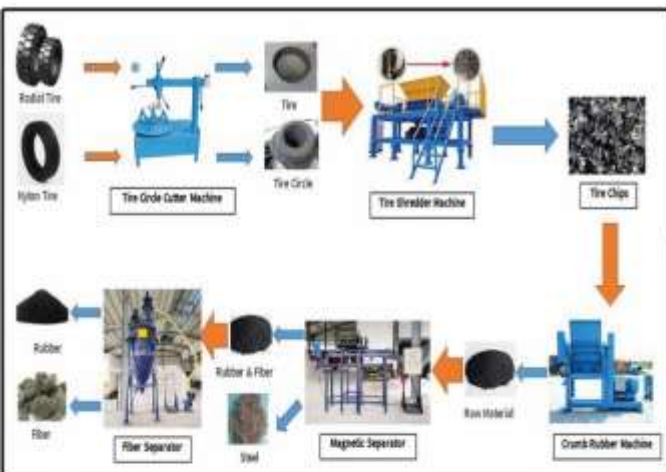 Radial Tire
Nylon Tire
Tire Circle Cutter Machine
Tire
Tire Circle
Tire Shredder Machine
Tire Chips
Rubber
Fiber
Fiber Separator
Rubber & Fiber
Steel
Magnetic Separator
Raw Material
Crumb Rubber Machine